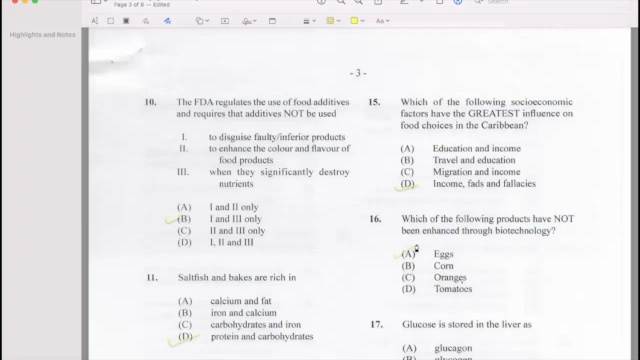 Page 3 of 8 — Edited
Search
Highlights and Notes
- 3 -
10. The FDA regulates the use of food additives
and requires that additives NOT be used
I. to disguise faulty/inferior products
II. to enhance the colour and flavour of
food products
III. when they significantly destroy
nutrients
(A) I and II only
(B) I and III only
(C) II and III only
(D) I, II and III
11. Saltfish and bakes are rich in
(A) calcium and fat
(B) iron and calcium
(C) carbohydrates and iron
(D) protein and carbohydrates
15. Which of the following socioeconomic
factors have the GREATEST influence on
food choices in the Caribbean?
(A) Education and income
(B) Travel and education
(C) Migration and income
(D) Income, fads and fallacies
16. Which of the following products have NOT
been enhanced through biotechnology?
(A) Eggs
(B) Corn
(C) Oranges
(D) Tomatoes
17. Glucose is stored in the liver as
(A) glucagon
(B) glycogen